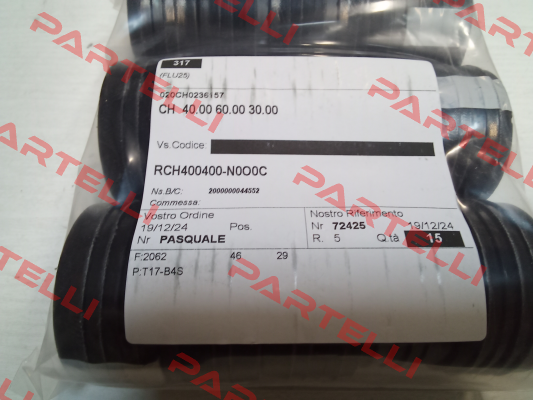 317
(FLU25)
020CH0236157
CH 40.00 60.00 30.00
Vs.Codice
RCH400400-N0O0C
Ns.B/C: 2000000044552
Commessa:
Vostro Ordine Nostro Riferimento
19/12/24 Pos. Nr 72425 19/12/24
Nr PASQUALE R. 5 Q.tà 15
F:2062 46 29
P:T17-B4S
PARTELLI
PARTELLI
PARTELLI
PARTELLI
PARTELLI
PARTELLI